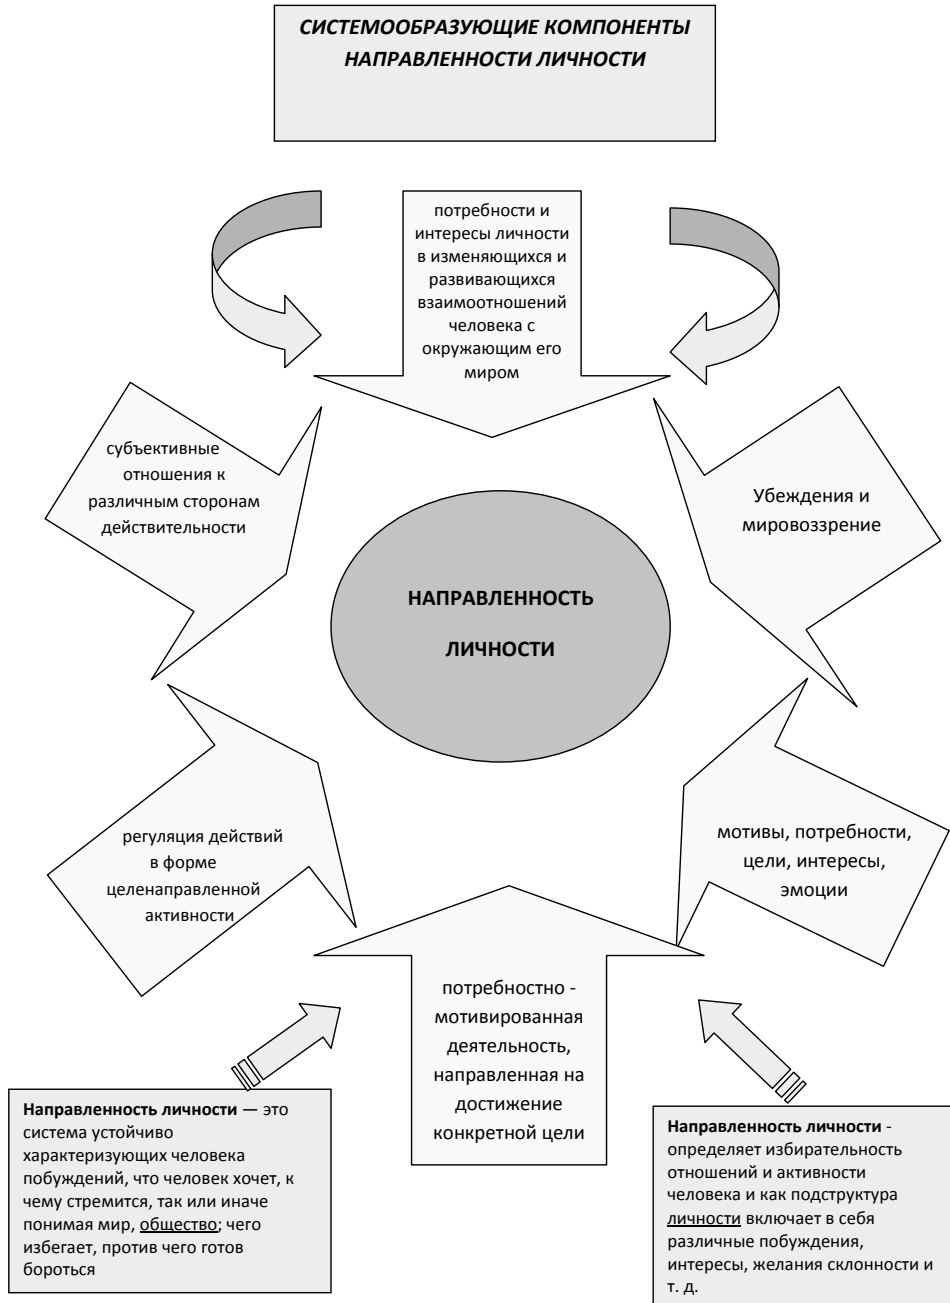 СИСТЕМООБРАЗУЮЩИЕ КОМПОНЕНТЫ
НАПРАВЛЕННОСТИ ЛИЧНОСТИ
потребности и
интересы личности
в изменяющихся и
развивающихся
взаимоотношений
человека с
окружающим его
миром
субъективные
отношения к
различным сторонам
действительности
Убеждения и
мировоззрение
НАПРАВЛЕННОСТЬ
ЛИЧНОСТИ
регуляция действий
в форме
целенаправленной
активности
мотивы, потребности,
цели, интересы,
эмоции
потребностно -
мотивированная
деятельность,
направленная на
достижение
конкретной цели
Направленность личности — это
система устойчиво
характеризующих человека
побуждений, что человек хочет, к
чему стремится, так или иначе
понимая мир, общество; чего
избегает, против чего готов
бороться
Направленность личности -
определяет избирательность
отношений и активности
человека и как подструктура
личности включает в себя
различные побуждения,
интересы, желания склонности и
т. д.